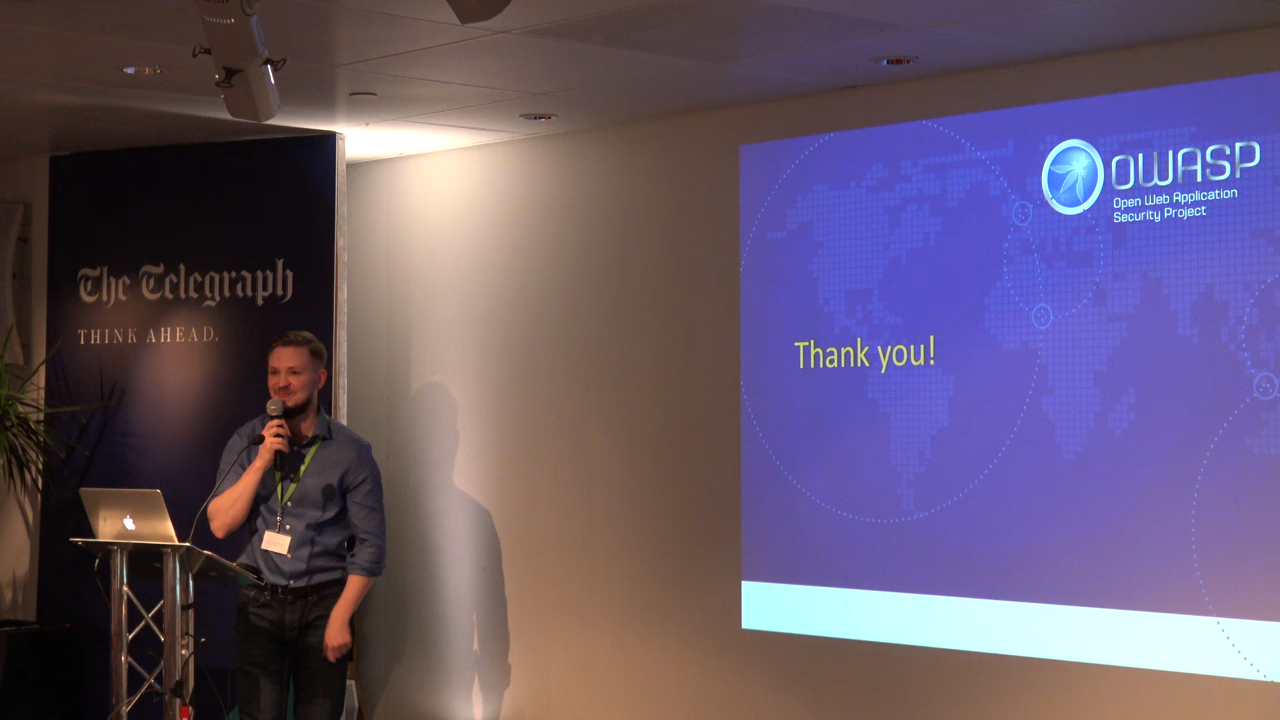 The Telegraph
THINK AHEAD.
OWASP
Open Web Application
Security Project
Thank you!